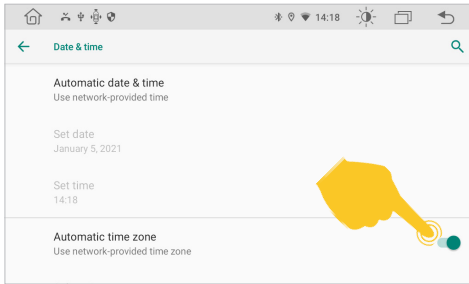 14:18
Date & time
Automatic date & time
Use network-provided time
Set date
January 5, 2021
Set time
14:18
Automatic time zone
Use network-provided time zone